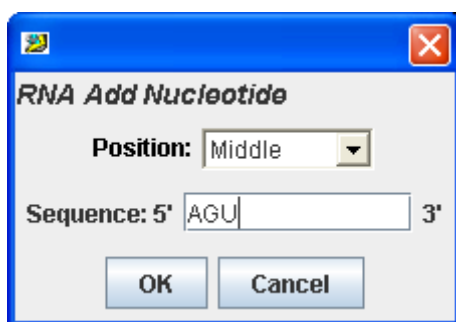 RNA Add Nucleotide
Position: Middle
Sequence: 5' AGU 3'
OK Cancel